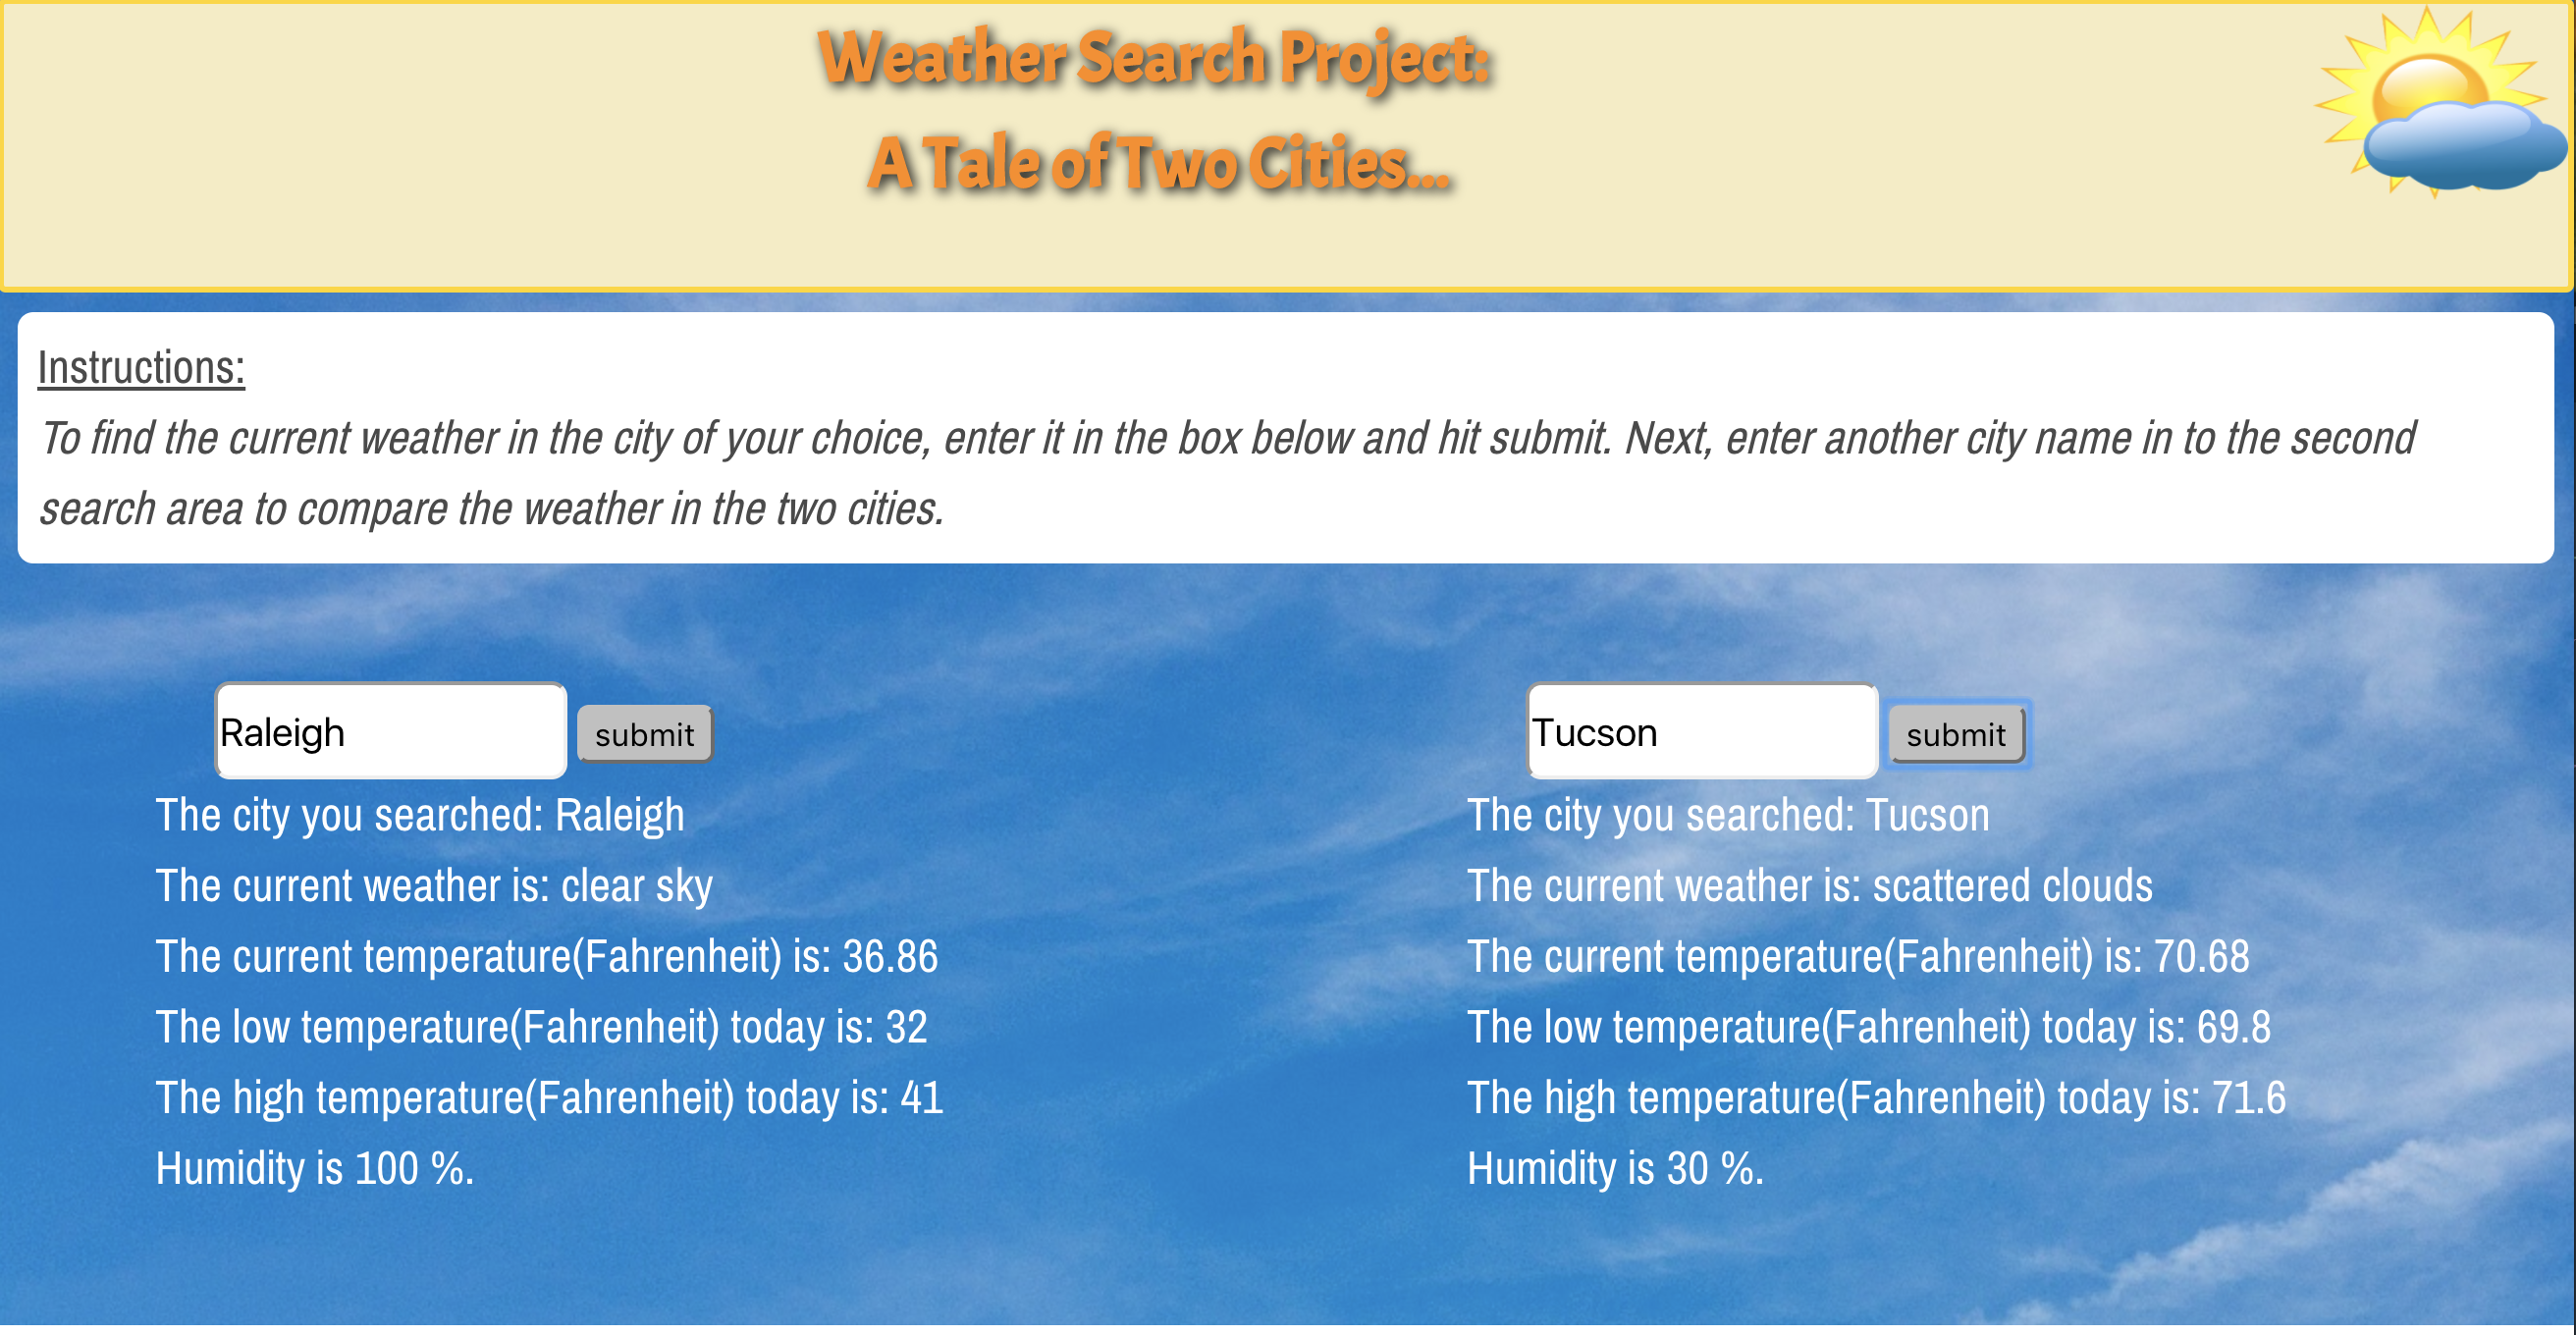 Weather Search Project:
A Tale of Two Cities...
Instructions:
To find the current weather in the city of your choice, enter it in the box below and hit submit. Next, enter another city name in to the second
search area to compare the weather in the two cities.
Raleigh submit
The city you searched: Raleigh
The current weather is: clear sky
The current temperature(Fahrenheit) is: 36.86
The low temperature(Fahrenheit) today is: 32
The high temperature(Fahrenheit) today is: 41
Humidity is 100 %.
Tucson submit
The city you searched: Tucson
The current weather is: scattered clouds
The current temperature(Fahrenheit) is: 70.68
The low temperature(Fahrenheit) today is: 69.8
The high temperature(Fahrenheit) today is: 71.6
Humidity is 30 %.